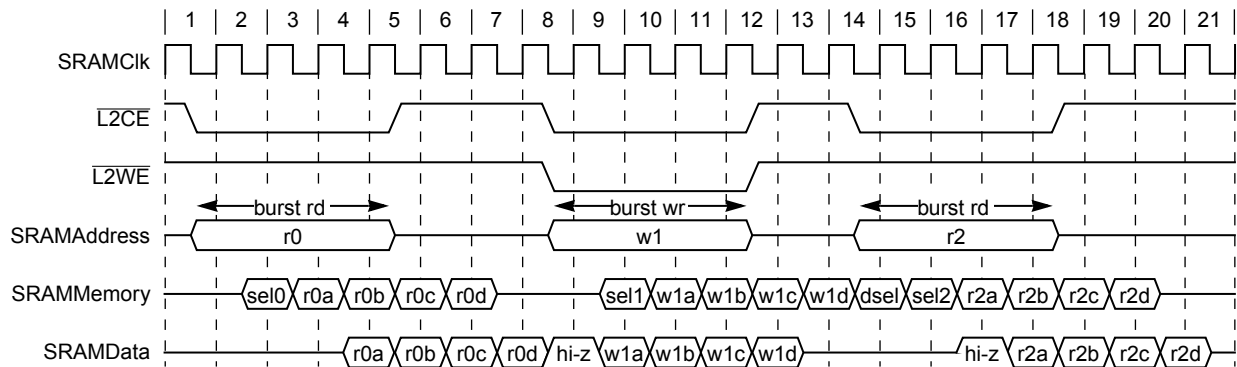 1 2 3 4 5 6 7 8 9 10 11 12 13 14 15 16 17 18 19 20 21
SRAMClk
L2CE
L2WE
burst rd burst wr burst rd
SRAMAddress r0 w1 r2
SRAMMemory sel0 r0a r0b r0c r0d sel1 w1a w1b w1c w1d dsel sel2 r2a r2b r2c r2d
SRAMData r0a r0b r0c r0d hi-z w1a w1b w1c w1d hi-z r2a r2b r2c r2d